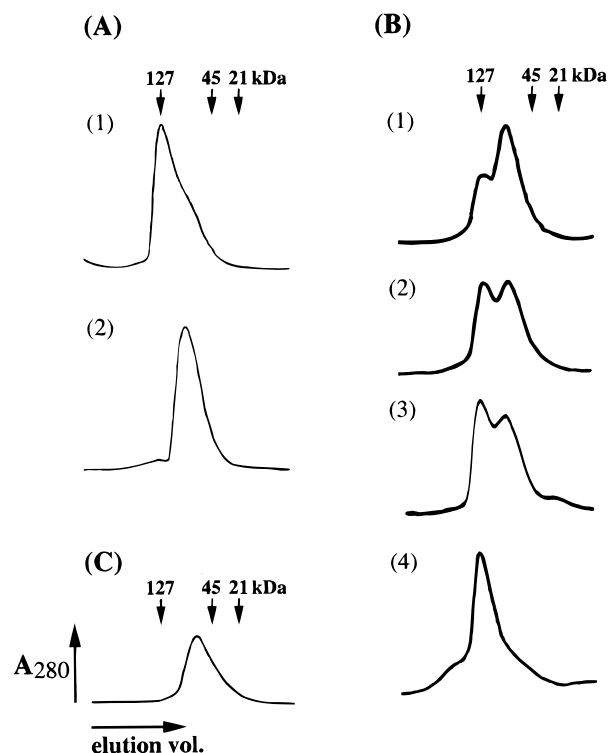 (A)
127 45 21 kDa
(1)
(2)
(C)
127 45 21 kDa
A280
elution vol.
(B)
127 45 21 kDa
(1)
(2)
(3)
(4)